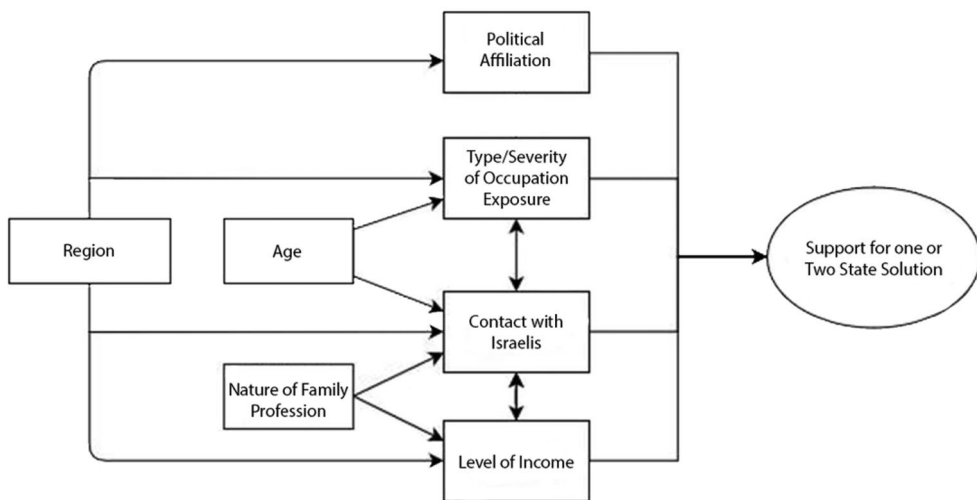 Political
Affiliation
Type/Severity
of Occupation
Exposure
Region
Age
Support for one or
Two State Solution
Contact with
Israelis
Nature of Family
Profession
Level of Income